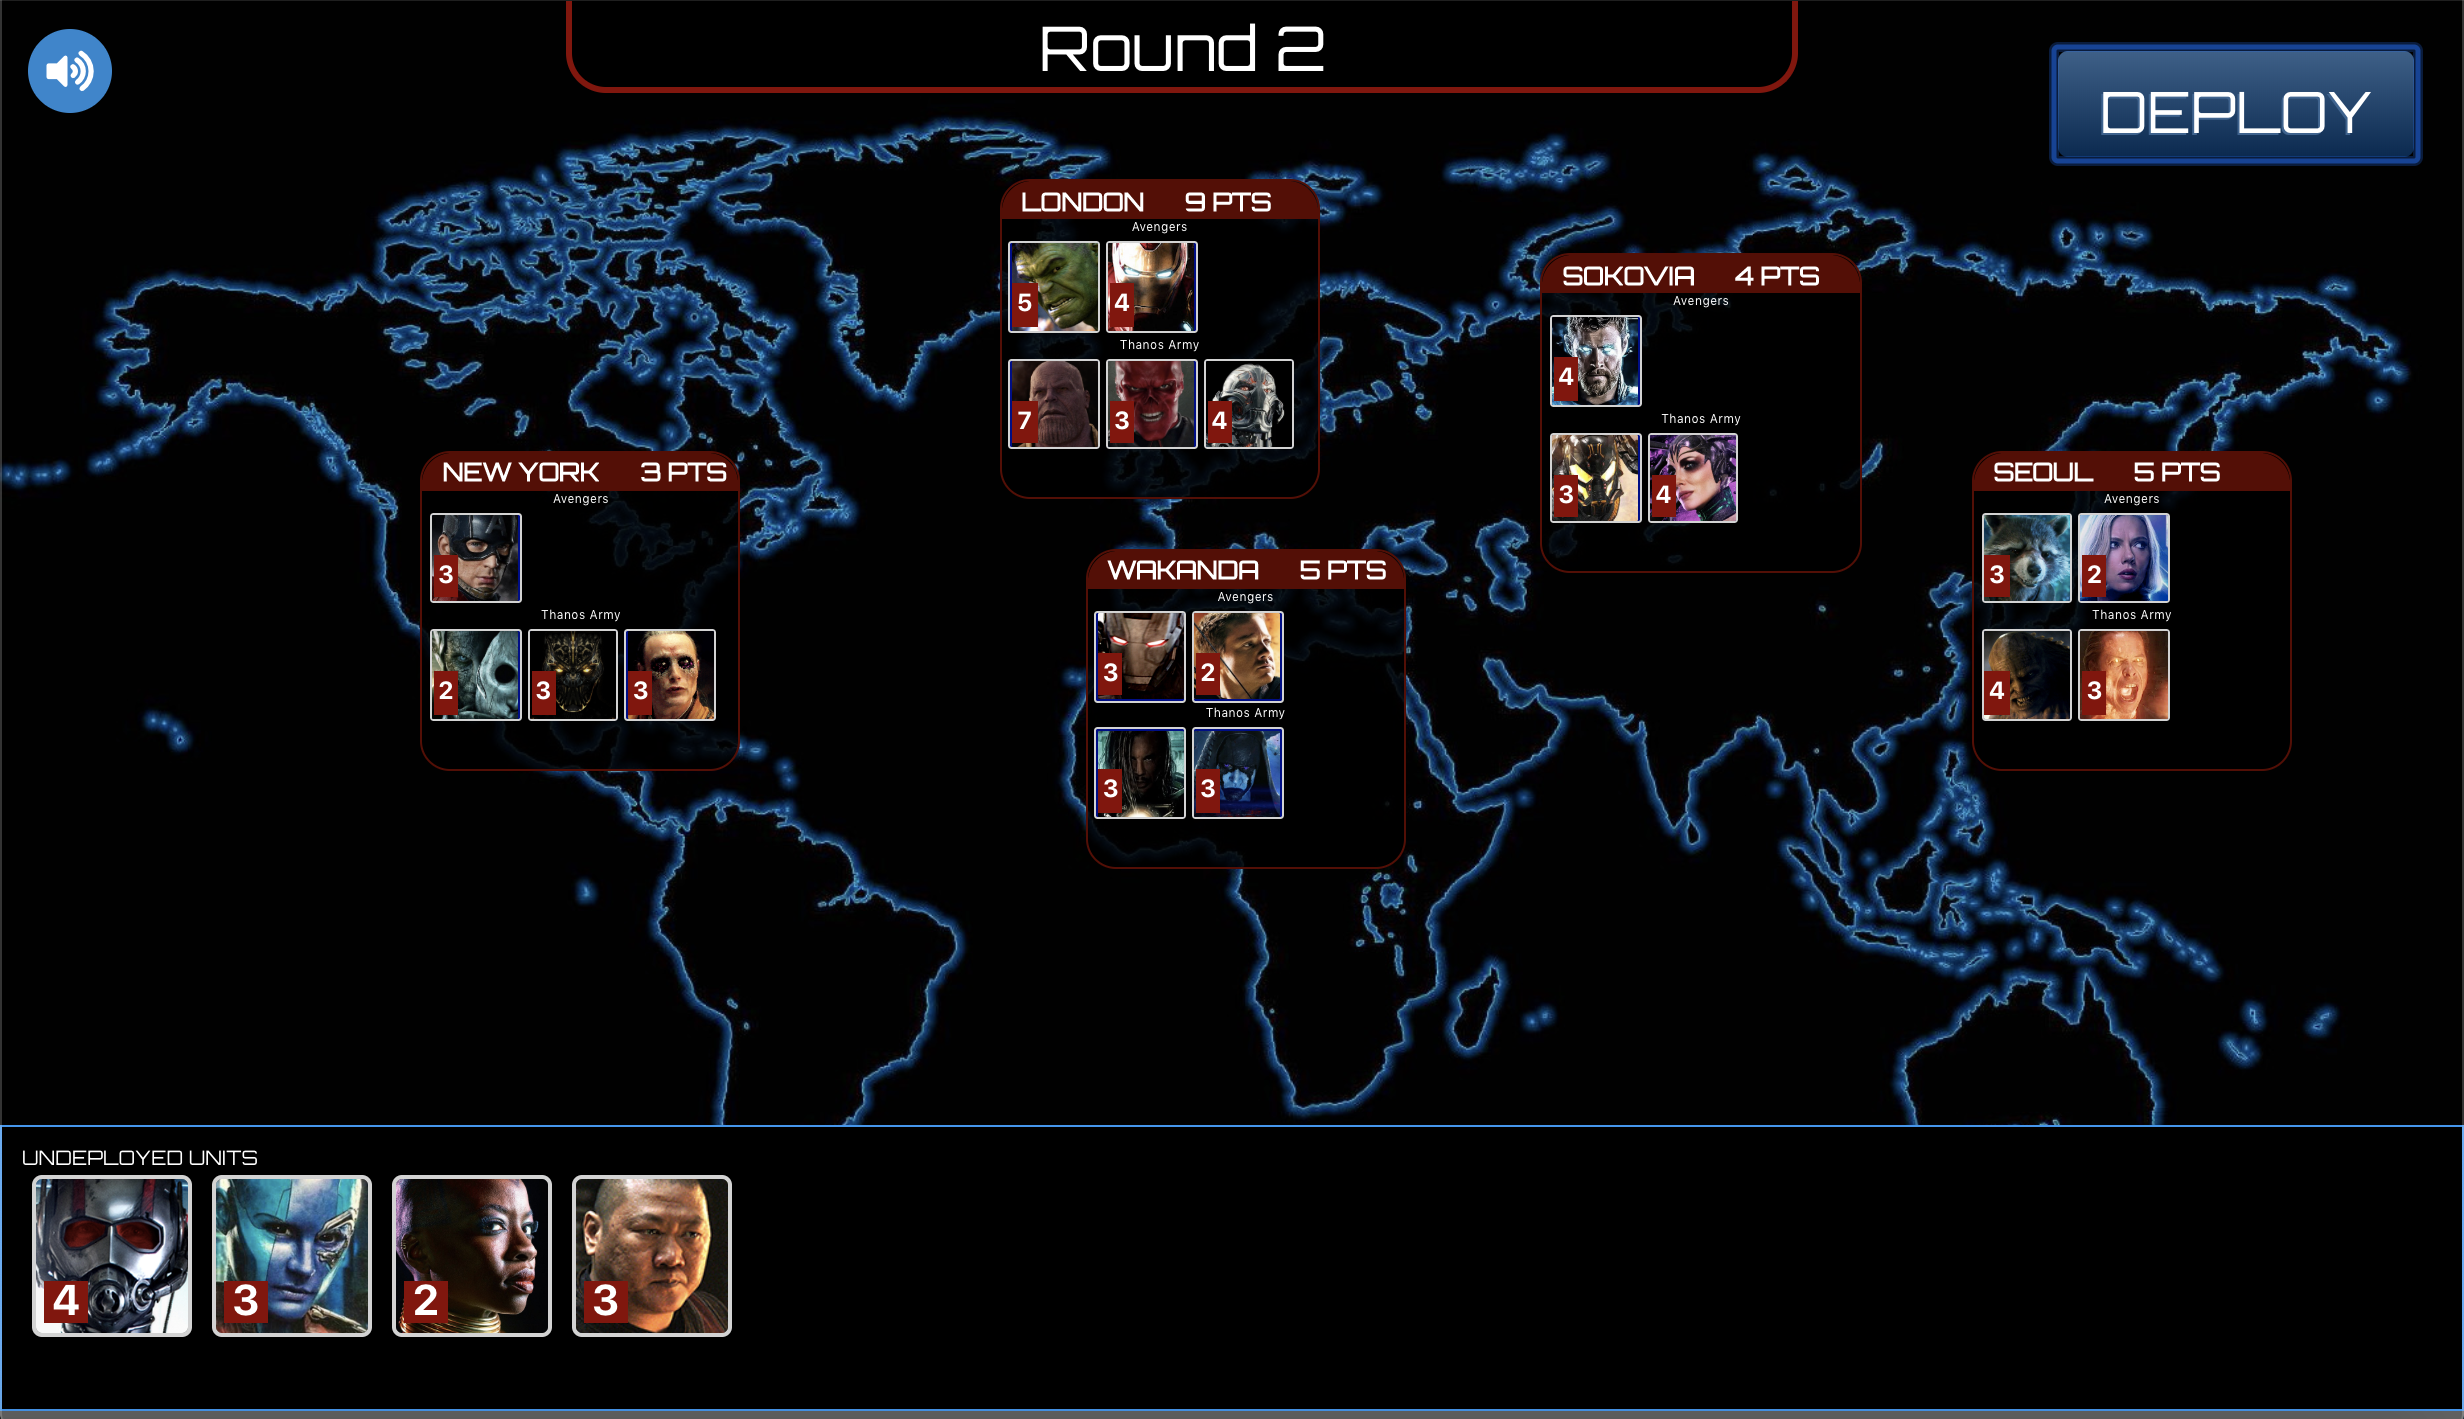 Round 2
DEPLOY
LONDON 9 PTS
Avengers
5 4
Thanos Army
7 3 4
SOKOVIA 4 PTS
Avengers
4
Thanos Army
3 4
NEW YORK 3 PTS
Avengers
3
Thanos Army
2 3 3
SEOUL 5 PTS
Avengers
3 2
Thanos Army
4 3
WAKANDA 5 PTS
Avengers
3 2
Thanos Army
3 3
UNDEPLOYED UNITS
4 3 2 3